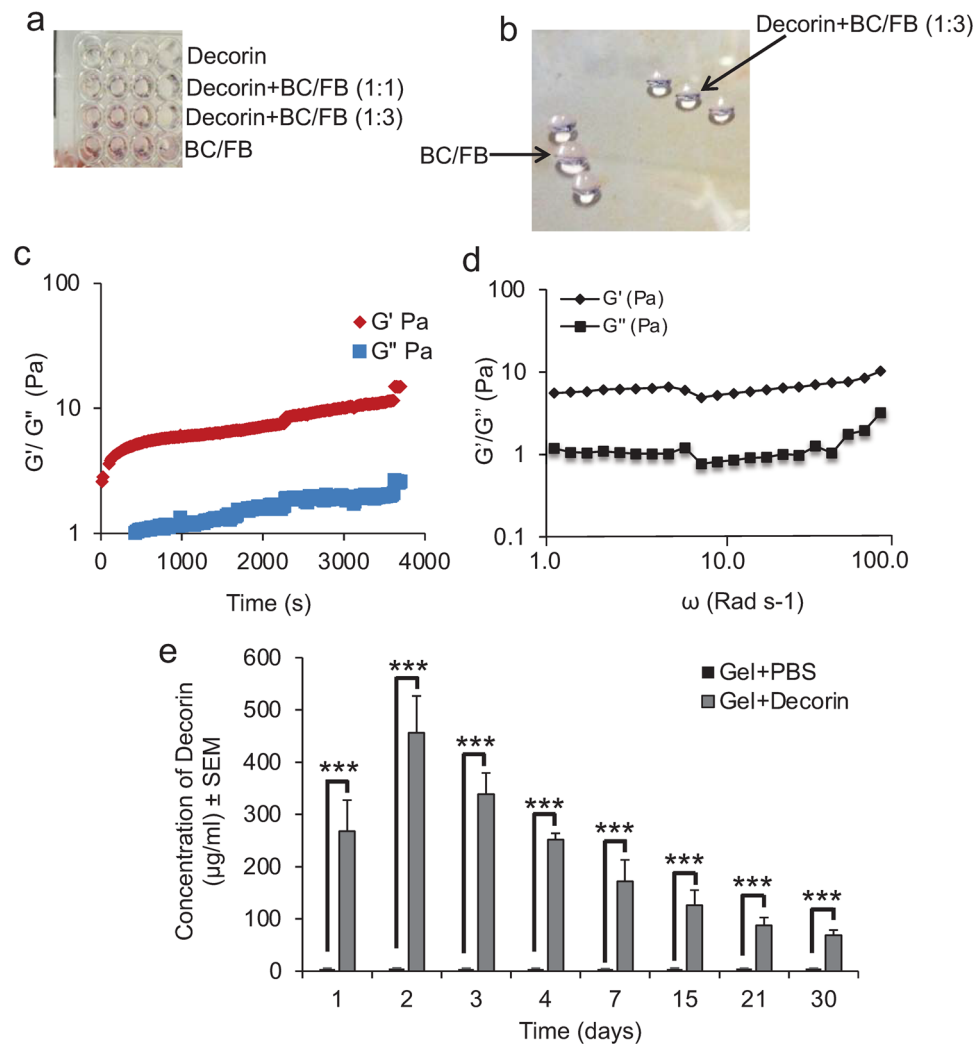 a
Decorin
Decorin+BC/FB (1:1)
Decorin+BC/FB (1:3)
BC/FB
b
Decorin+BC/FB (1:3)
BC/FB
c
G'/ G" (Pa)
100
10
1
G' Pa
G" Pa
0 1000 2000 3000 4000
Time (s)
d
G'/G" (Pa)
100
10
1
0.1
G' (Pa)
G" (Pa)
1.0 10.0 100.0
ω (Rad s-1)
e
Concentration of Decorin
(µg/ml) ± SEM
600
500
400
300
200
100
0
Gel+PBS
Gel+Decorin
*** *** *** *** *** *** *** ***
1 2 3 4 7 15 21 30
Time (days)